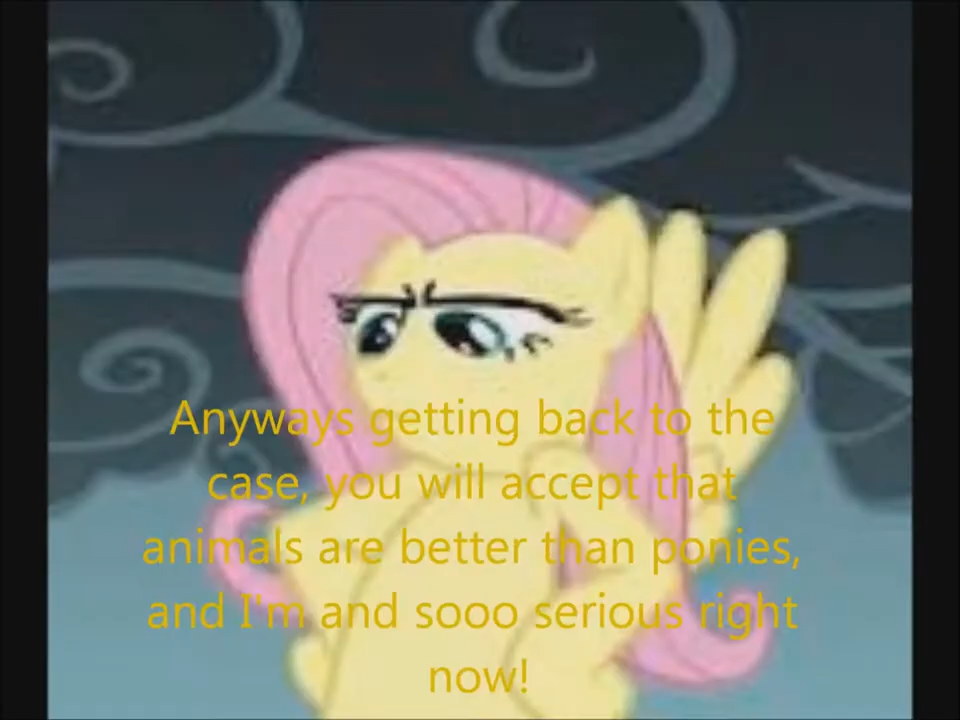 Anyways getting back to the
case, you will accept that
animals are better than ponies,
and I'm and sooo serious right
now!